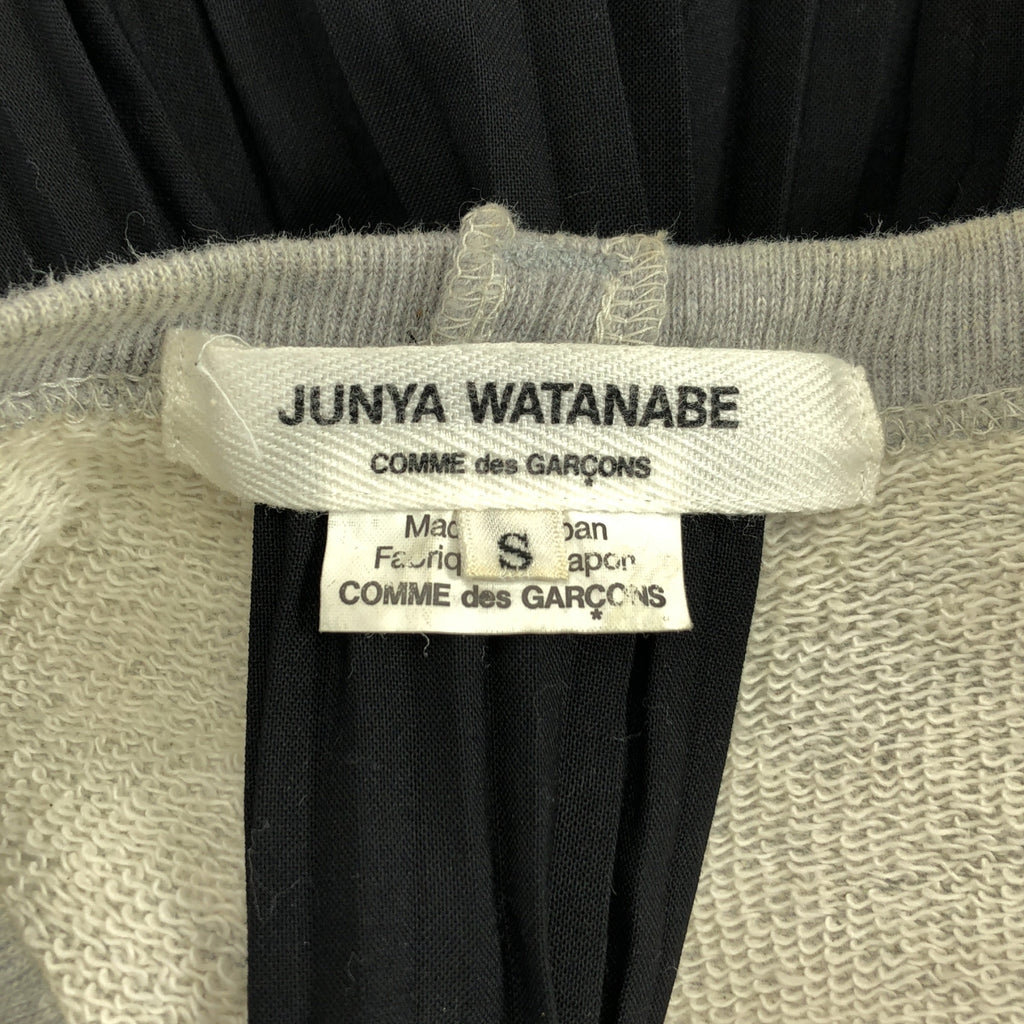 JUNYA WATANABE
COMME des GARÇONS
S
COMME des GARÇONS
*